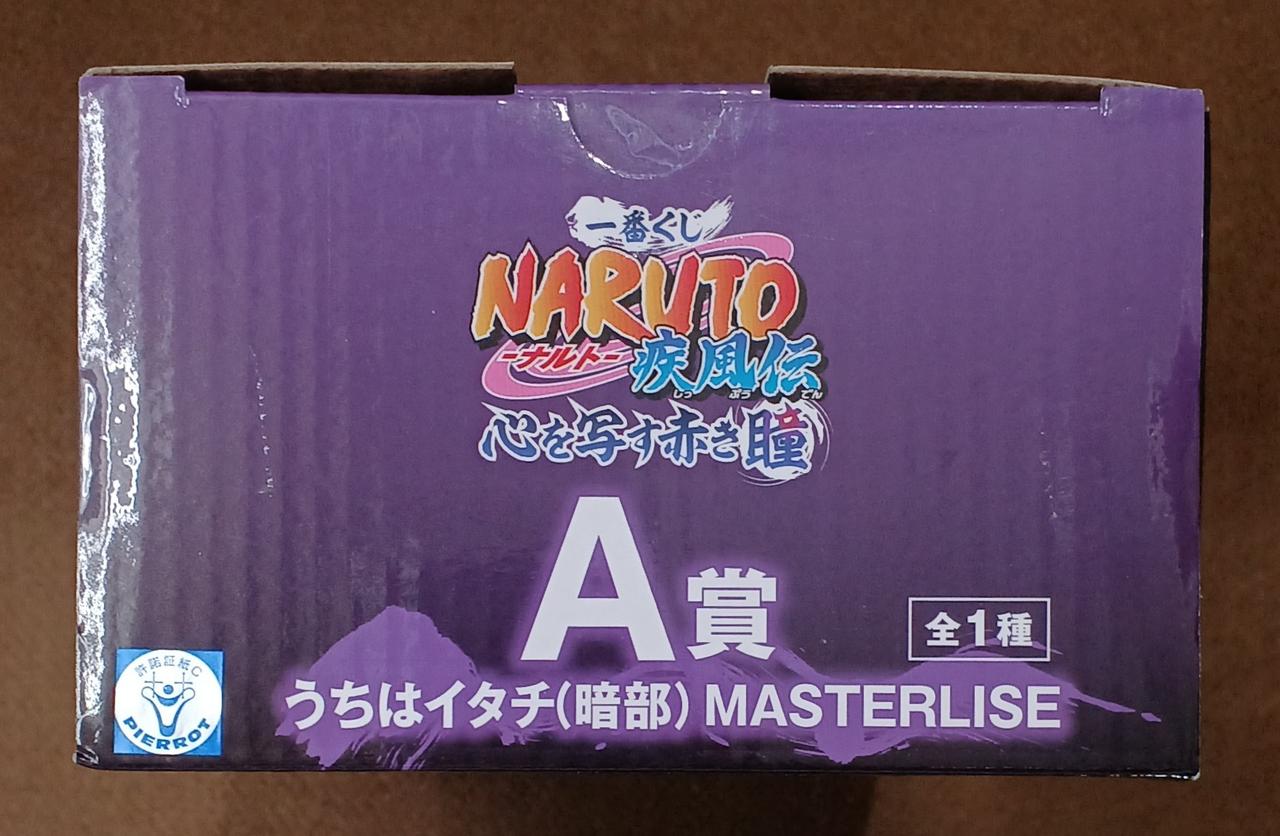 一番くじ
NARUTO
-ナルト- 疾風伝
しっ ぷう でん
心を写す赤き瞳
A賞
全1種
うちはイタチ(暗部) MASTERLISE
許諾証紙C
PIERROT